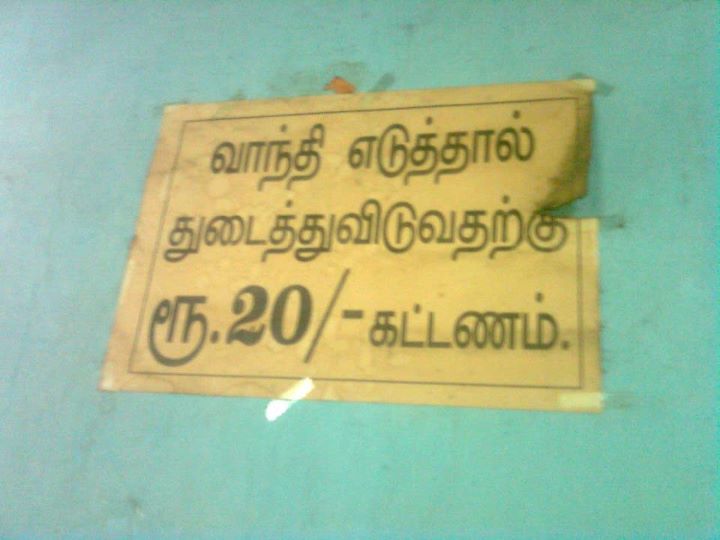 வாந்தி எடுத்தால்
துடைத்துவிடுவதற்கு
ரூ.20/-கட்டணம்.